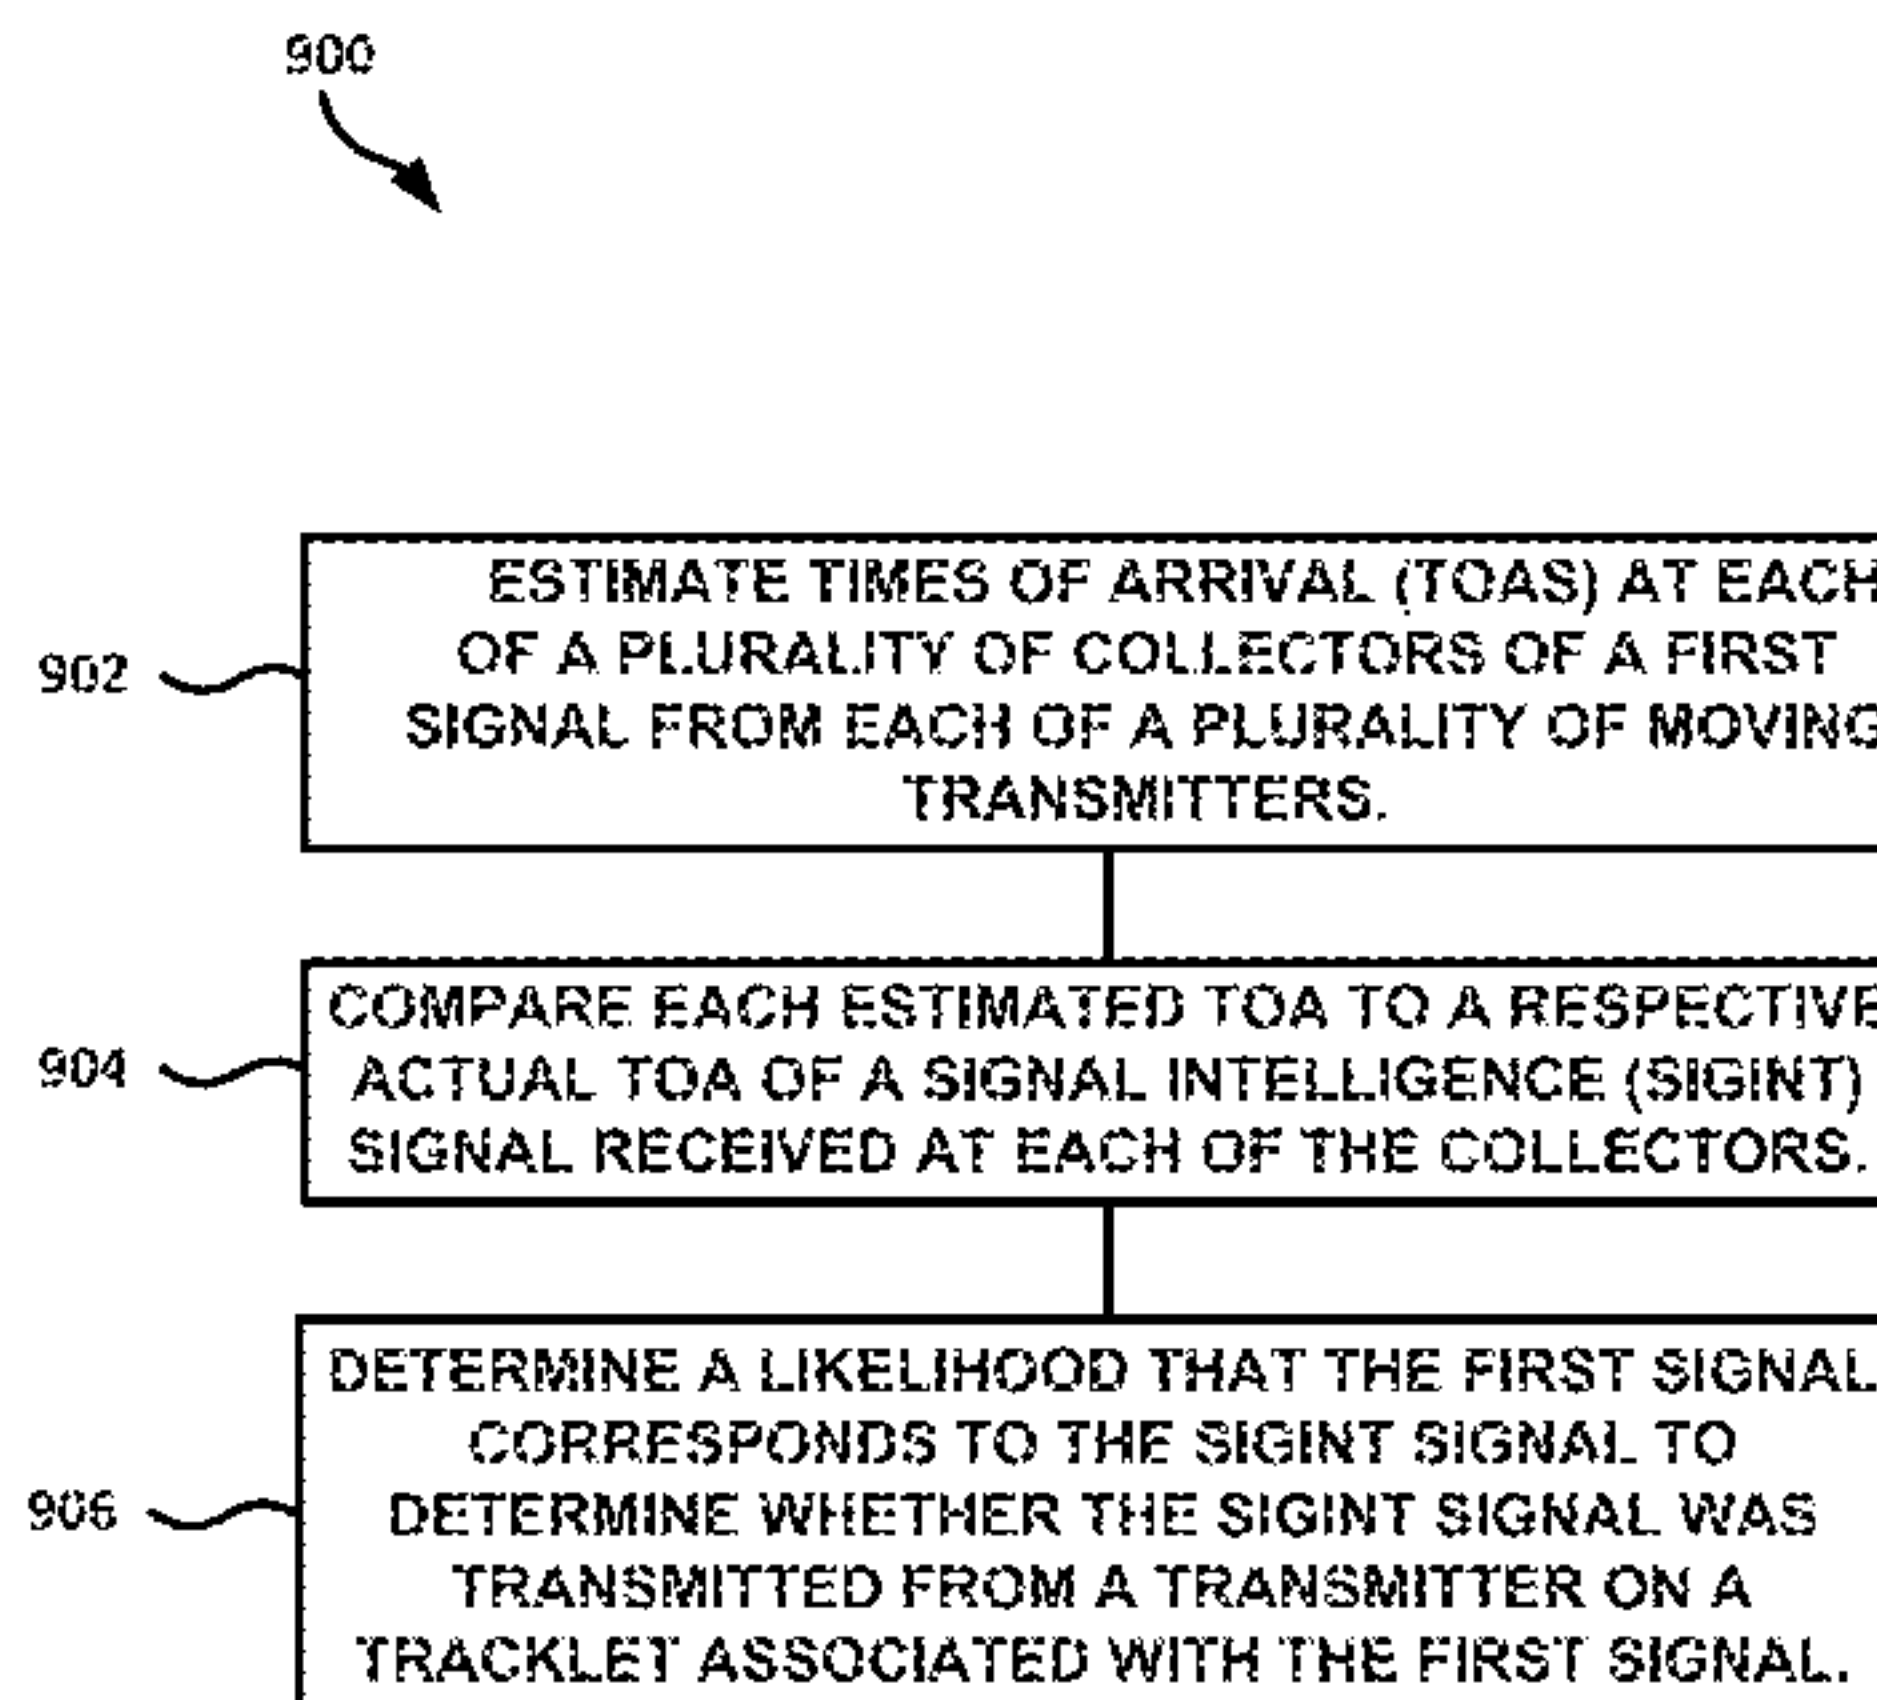 900
902
ESTIMATE TIMES OF ARRIVAL (TOAS) AT EACH
OF A PLURALITY OF COLLECTORS OF A FIRST
SIGNAL FROM EACH OF A PLURALITY OF MOVING
TRANSMITTERS.
904
COMPARE EACH ESTIMATED TOA TO A RESPECTIVE
ACTUAL TOA OF A SIGNAL INTELLIGENCE (SIGINT)
SIGNAL RECEIVED AT EACH OF THE COLLECTORS.
906
DETERMINE A LIKELIHOOD THAT THE FIRST SIGNAL
CORRESPONDS TO THE SIGINT SIGNAL TO
DETERMINE WHETHER THE SIGINT SIGNAL WAS
TRANSMITTED FROM A TRANSMITTER ON A
TRACKLET ASSOCIATED WITH THE FIRST SIGNAL.